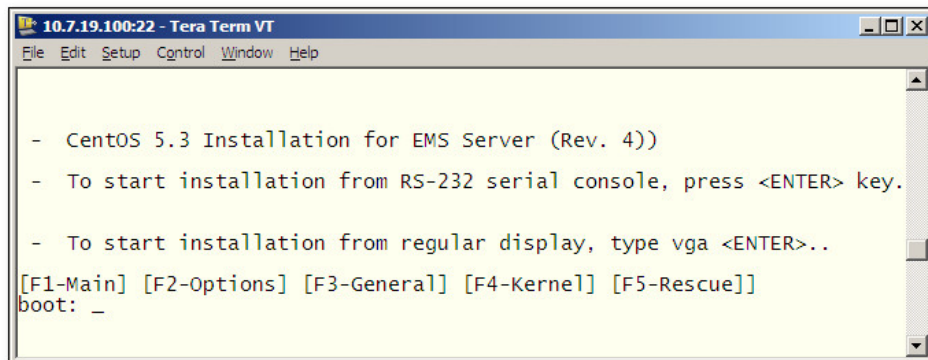 10.7.19.100:22 - Tera Term VT
File Edit Setup Control Window Help
- CentOS 5.3 Installation for EMS Server (Rev. 4))
- To start installation from RS-232 serial console, press <ENTER> key.
- To start installation from regular display, type vga <ENTER>..
[F1-Main] [F2-Options] [F3-General] [F4-Kernel] [F5-Rescue]]
boot: _